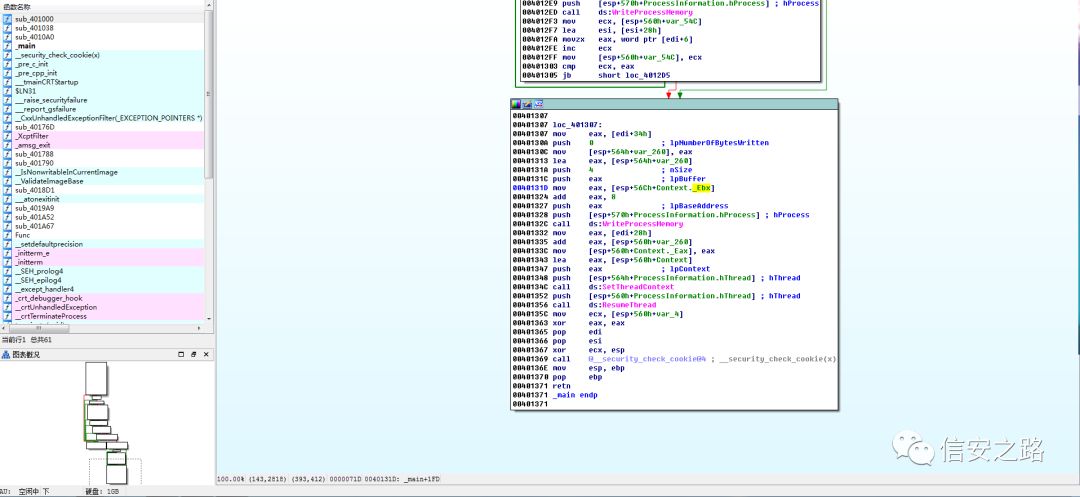 函数名称
sub_401000
sub_401038
sub_4010A0
_main
__security_check_cookie(x)
_pre_c_init
_pre_cpp_init
__tmainCRTStartup
$LN31
__raise_securityfailure
__report_gsfailure
__CxxUnhandledExceptionFilter(_EXCEPTION_POINTERS *)
sub_40176D
_XcptFilter
_amsg_exit
sub_401788
sub_401790
__IsNonwritableInCurrentImage
__ValidateImageBase
sub_4018D1
__atonexitinit
sub_4019A9
sub_401A52
sub_401A67
Func
__setdefaultprecision
_initterm_e
_initterm
__SEH_prolog4
__SEH_epilog4
__except_handler4
_crt_debugger_hook
__crtUnhandledException
__crtTerminateProcess
当前行1 总共61
图表概况
004012E9 push [esp+570h+ProcessInformation.hProcess] ; hProcess
004012ED call ds:WriteProcessMemory
004012F3 mov ecx, [esp+560h+var_54C]
004012F7 lea esi, [esi+28h]
004012FA movzx eax, word ptr [edi+6]
004012FE inc ecx
004012FF mov [esp+560h+var_54C], ecx
00401303 cmp ecx, eax
00401305 jb short loc_4012D5
00401307
00401307 loc_401307:
00401307 mov eax, [edi+34h]
0040130A push 0 ; lpNumberOfBytesWritten
0040130C mov [esp+564h+var_260], eax
00401313 lea eax, [esp+564h+var_260]
0040131A push 4 ; nSize
0040131C push eax ; lpBuffer
0040131D mov eax, [esp+56Ch+Context._Ebx]
00401324 add eax, 8
00401327 push eax ; lpBaseAddress
00401328 push [esp+570h+ProcessInformation.hProcess] ; hProcess
0040132C call ds:WriteProcessMemory
00401332 mov eax, [edi+28h]
00401335 add eax, [esp+560h+var_260]
0040133C mov [esp+560h+Context._Eax], eax
00401343 lea eax, [esp+560h+Context]
00401347 push eax ; lpContext
00401348 push [esp+564h+ProcessInformation.hThread] ; hThread
0040134C call ds:SetThreadContext
00401352 push [esp+560h+ProcessInformation.hThread] ; hThread
00401356 call ds:ResumeThread
0040135C mov ecx, [esp+560h+var_4]
00401363 xor eax, eax
00401365 pop edi
00401366 pop esi
00401367 xor ecx, esp
00401369 call @__security_check_cookie@4 ; __security_check_cookie(x)
0040136E mov esp, ebp
00401370 pop ebp
00401371 retn
00401371 _main endp
00401371
信安之路
100.00% (143,2818) (393,412) 0000071D 0040131D: _main+1FD
AU: 空闲中 下 硬盘: 1GB